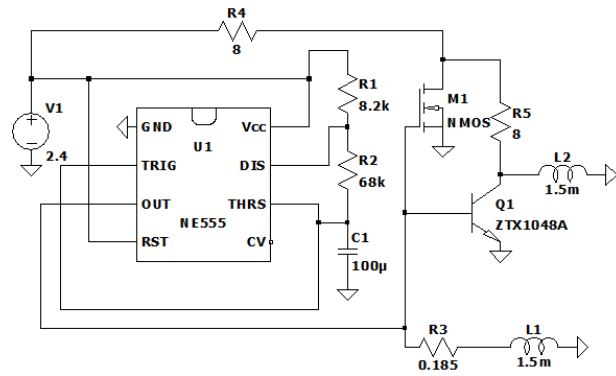 R4
8
V1
2.4
GND
TRIG
OUT
RST
U1
NE555
Vcc
DIS
THRS
CV
R1
8.2k
R2
68k
C1
100µ
M1
NMOS
R5
8
L2
1.5m
Q1
ZTX1048A
R3
0.185
L1
1.5m